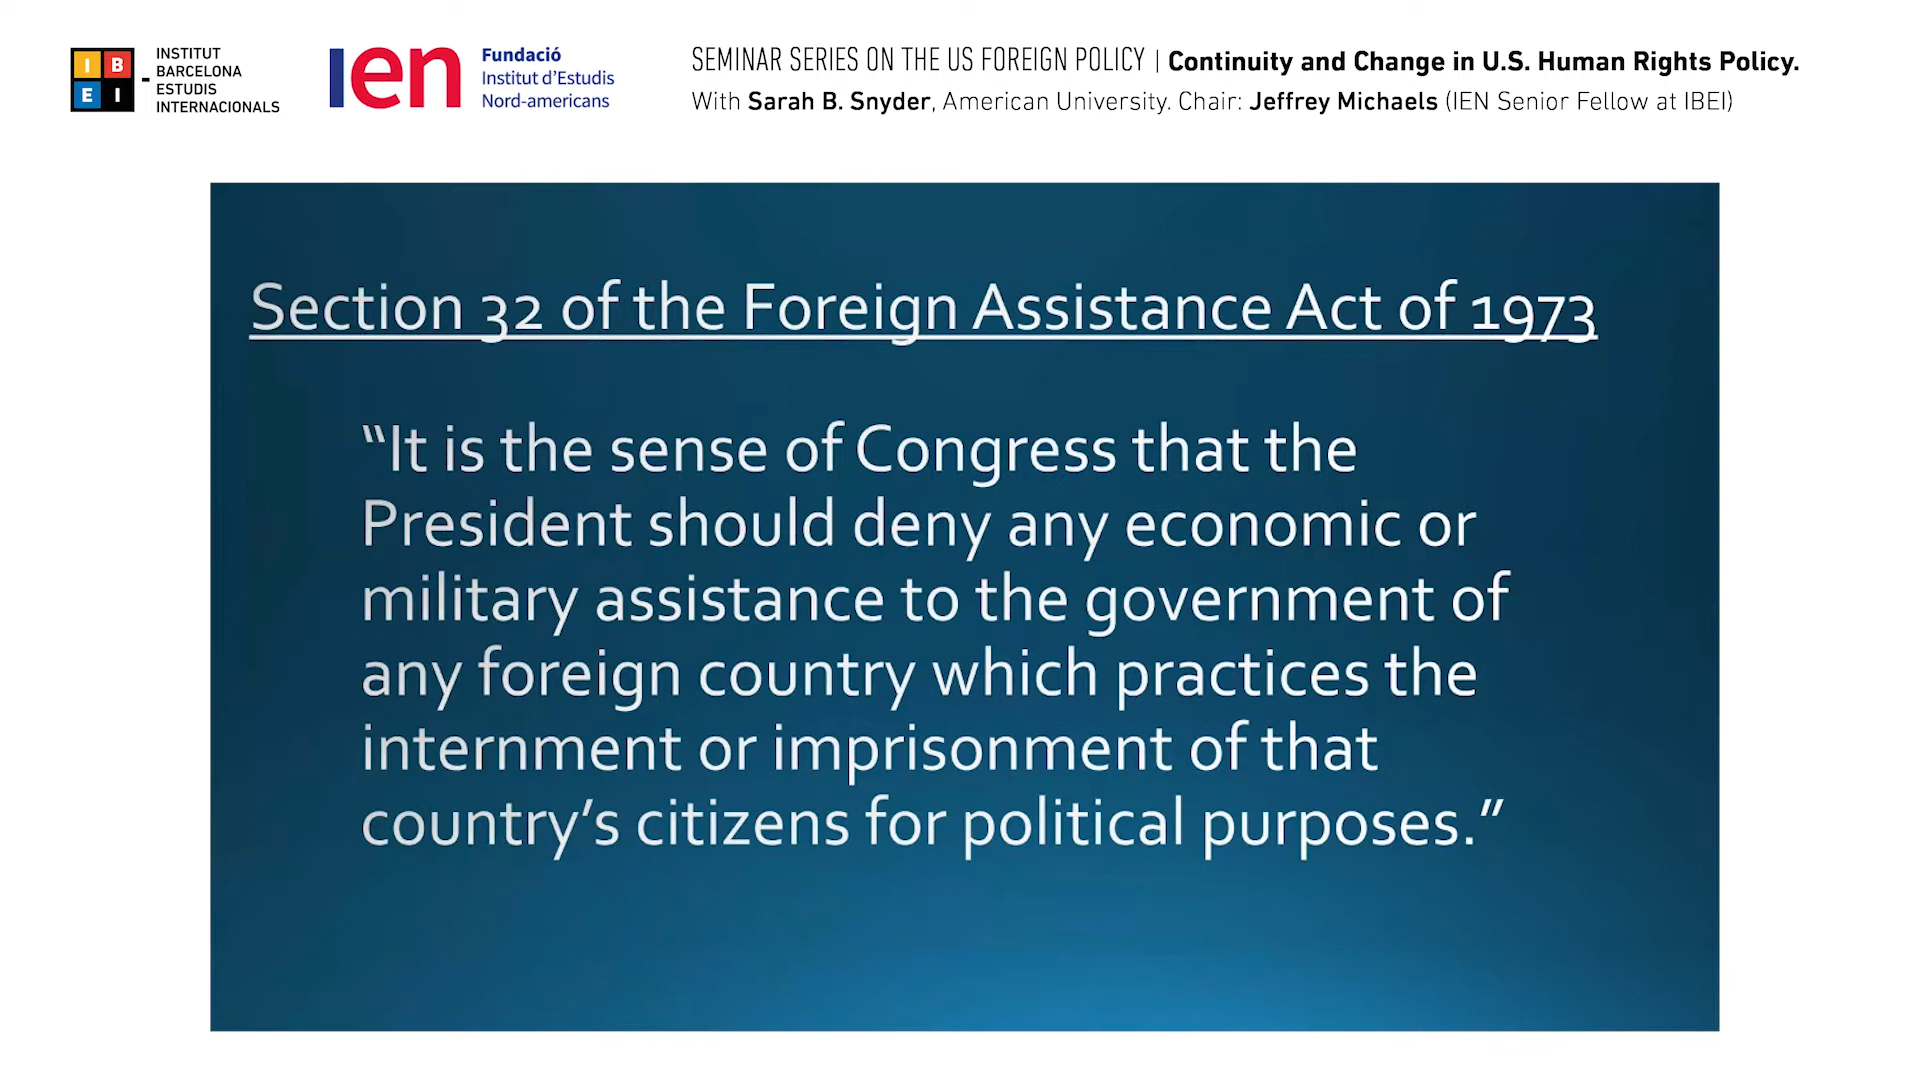 I B E I
INSTITUT
BARCELONA
ESTUDIS
INTERNACIONALS
ien
Fundació
Institut d'Estudis
Nord-americans
SEMINAR SERIES ON THE US FOREIGN POLICY | Continuity and Change in U.S. Human Rights Policy.
With Sarah B. Snyder, American University. Chair: Jeffrey Michaels (IEN Senior Fellow at IBEI)
Section 32 of the Foreign Assistance Act of 1973
“It is the sense of Congress that the
President should deny any economic or
military assistance to the government of
any foreign country which practices the
internment or imprisonment of that
country’s citizens for political purposes.”